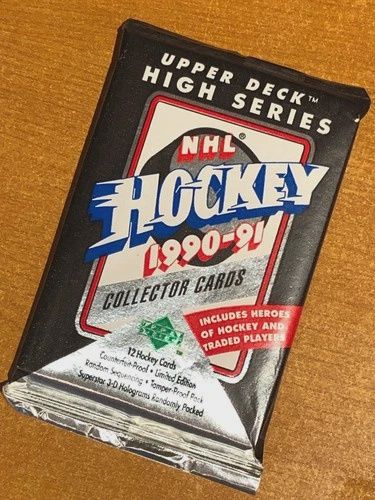 UPPER DECK™
HIGH SERIES
NHL®
HOCKEY
1990-91
COLLECTOR CARDS
INCLUDES HEROES
OF HOCKEY AND
TRADED PLAYERS
12 Hockey Cards
Counterfeit-Proof • Limited Edition
Random Sequencing • Tamper-Proof Pack
Superstar 3-D Holograms Randomly Packed